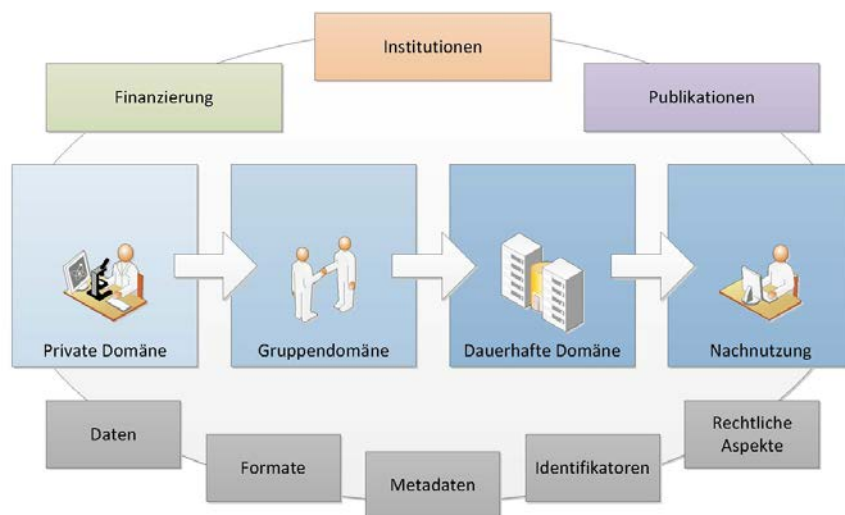 Institutionen
Finanzierung
Publikationen
Private Domäne
Gruppendomäne
Dauerhafte Domäne
Nachnutzung
Daten
Formate
Metadaten
Identifikatoren
Rechtliche
Aspekte